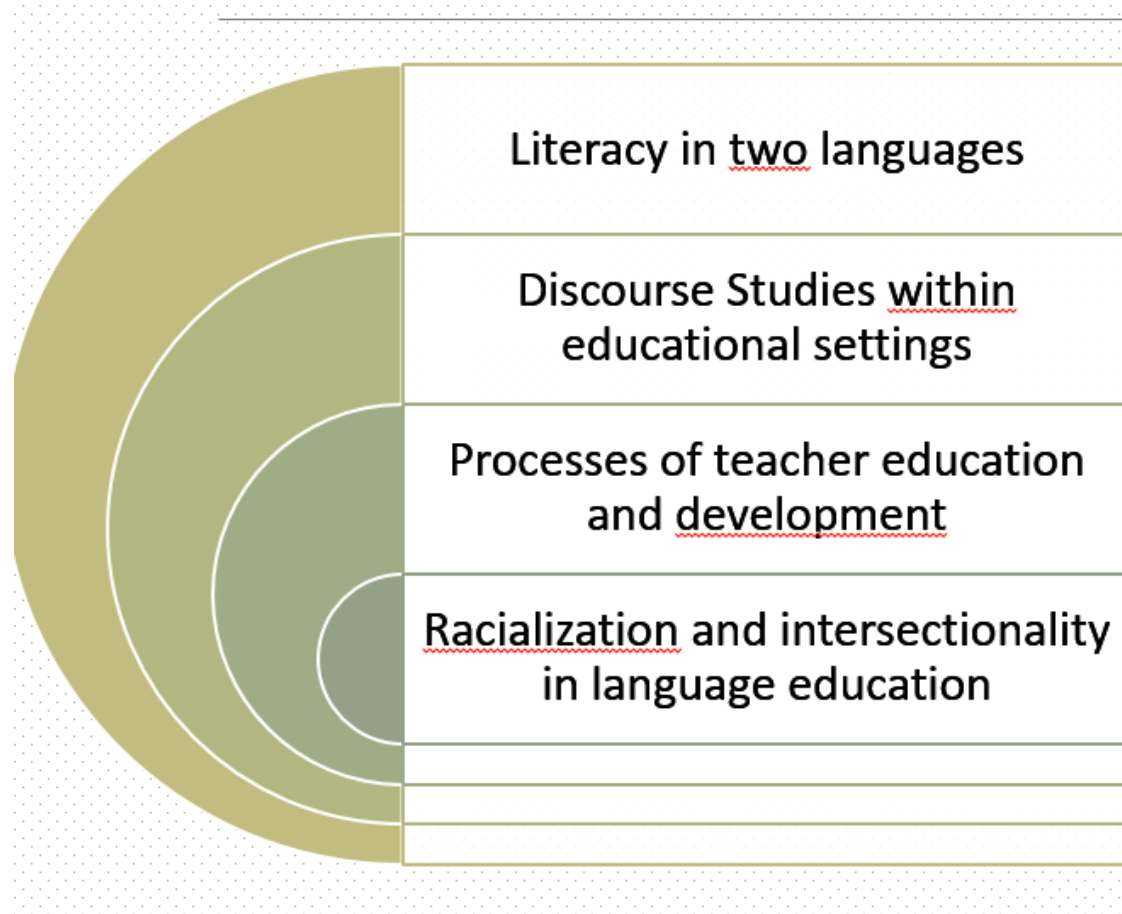 Literacy in two languages
Discourse Studies within
educational settings
Processes of teacher education
and development
Racialization and intersectionality
in language education